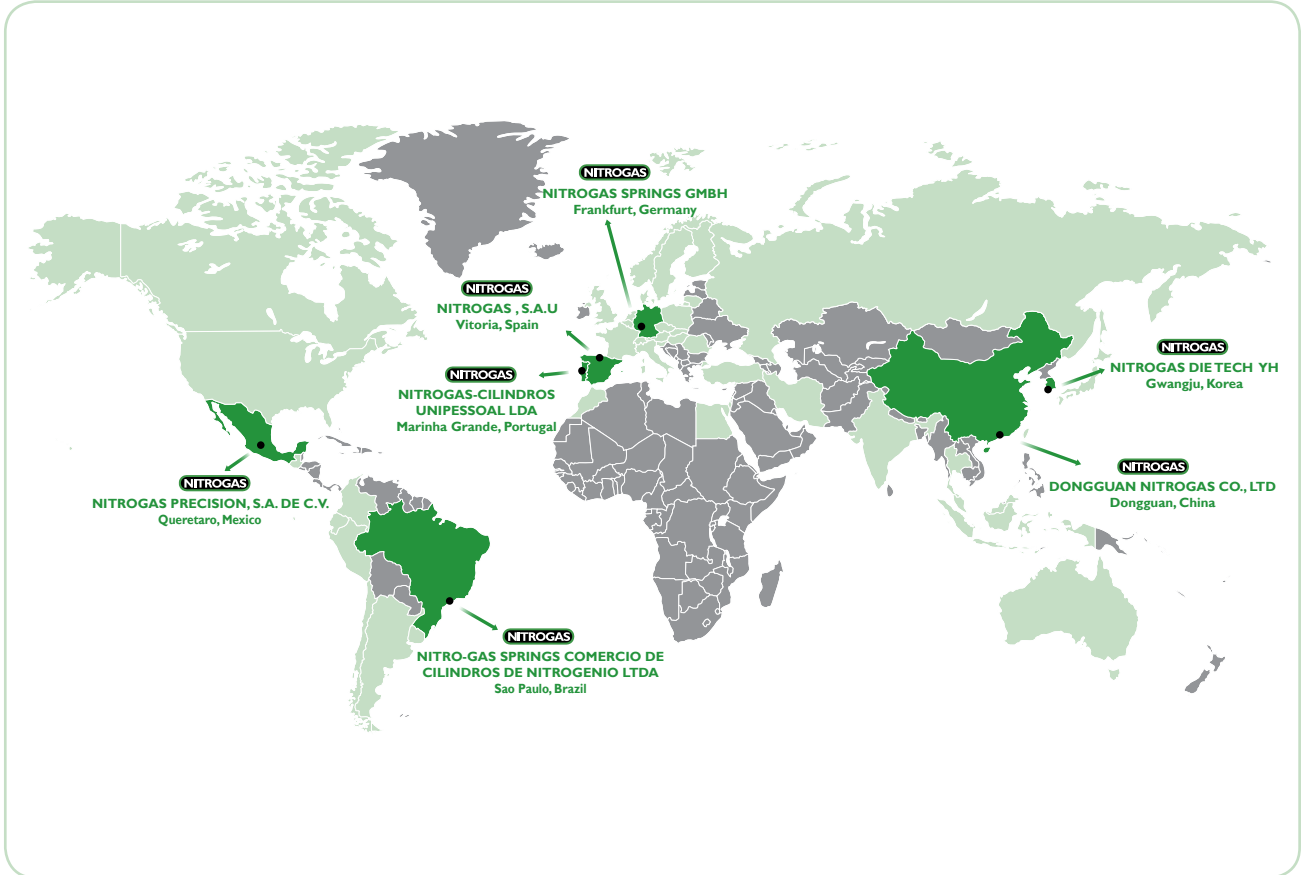 NITROGAS
NITROGAS SPRINGS GMBH
Frankfurt, Germany
NITROGAS
NITROGAS , S.A.U
Vitoria, Spain
NITROGAS
NITROGAS-CILINDROS
UNIPESSOAL LDA
Marinha Grande, Portugal
NITROGAS
NITROGAS DIE TECH YH
Gwangju, Korea
NITROGAS
DONGGUAN NITROGAS CO., LTD
Dongguan, China
NITROGAS
NITROGAS PRECISION, S.A. DE C.V.
Queretaro, Mexico
NITROGAS
NITRO-GAS SPRINGS COMERCIO DE
CILINDROS DE NITROGENIO LTDA
Sao Paulo, Brazil